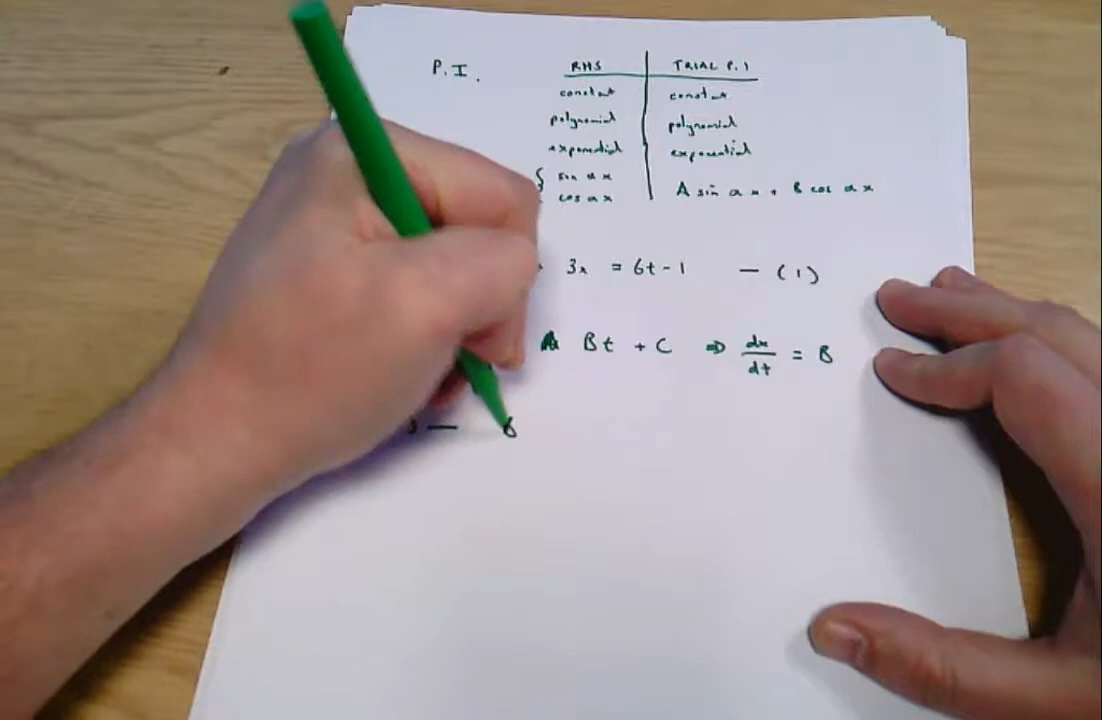 P.I. RHS TRIAL P.I
constant constant
polynomial polynomial
exponential exponential
{ sin ax
cos ax A sin ax + B cos ax
3x = 6t - 1 — (1)
Bt + C ⇒ dx/dt = B
— 6